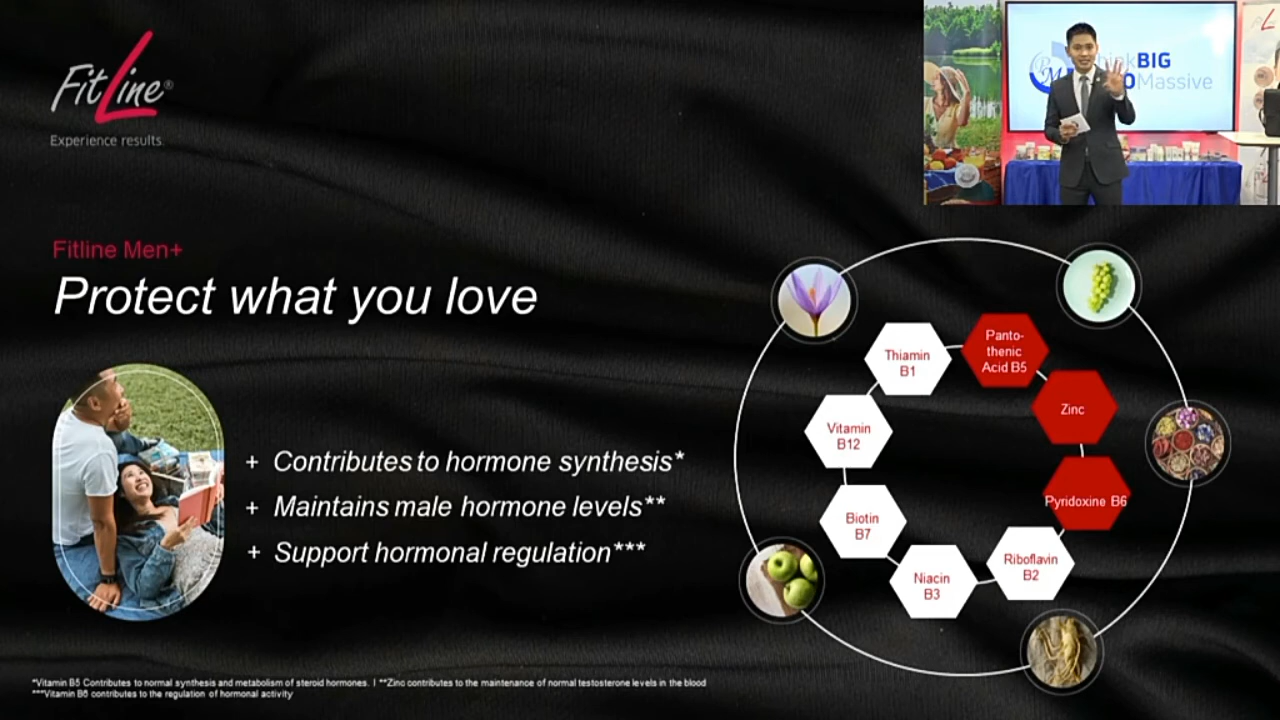 FitLine®
Experience results.
BIG
Massive
Fitline Men+
Protect what you love
+ Contributes to hormone synthesis*
+ Maintains male hormone levels**
+ Support hormonal regulation***
Thiamin
B1
Panto-
thenic
Acid B5
Zinc
Vitamin
B12
Pyridoxine B6
Biotin
B7
Riboflavin
B2
Niacin
B3
*Vitamin B5 Contributes to normal synthesis and metabolism of steroid hormones. | **Zinc contributes to the maintenance of normal testosterone levels in the blood
***Vitamin B6 contributes to the regulation of hormonal activity